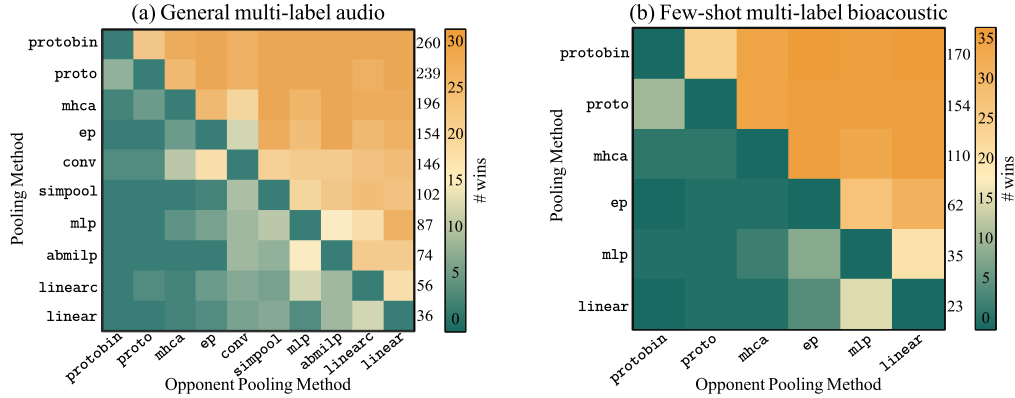 (a) General multi-label audio
protobin
proto
mhca
ep
conv
simpool
mlp
abmilp
linearc
linear
Pooling Method
260
239
196
154
146
102
87
74
56
36
30
25
20
15
10
5
0
# wins
protobin
proto
mhca
ep
conv
simpool
mlp
abmilp
linearc
linear
Opponent Pooling Method
(b) Few-shot multi-label bioacoustic
protobin
proto
mhca
ep
mlp
linear
Pooling Method
170
154
110
62
35
23
35
30
25
20
15
10
5
0
# wins
protobin
proto
mhca
ep
mlp
linear
Opponent Pooling Method